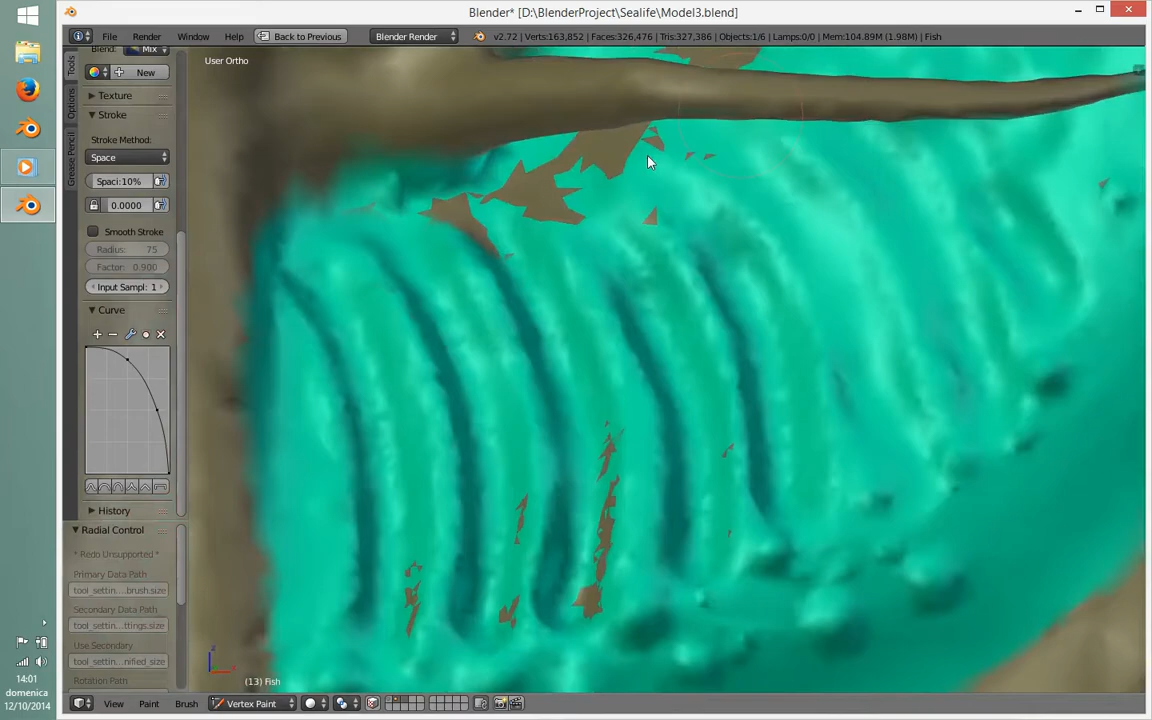 Blender* [D:\BlenderProject\Sealife\Model3.blend]
File Render Window Help Back to Previous Blender Render v2.72 | Verts:163,852 | Faces:326,476 | Tris:327,386 | Objects:1/6 | Lamps:0/0 | Mem:104.89M (1.98M) | Fish
Blend: Mix
User Ortho
New
Tools
Texture
Options
Stroke
Stroke Method:
Space
Grease Pencil
Spaci:10%
0.0000
Smooth Stroke
Radius: 75
Factor: 0.900
Input Sampl: 1
Curve
History
Radial Control
* Redo Unsupported *
Primary Data Path
tool_settin....brush.size
Secondary Data Path
tool_settin...ttings.size
Use Secondary
tool_settin...nified_size
Rotation Path
(13) Fish
View Paint Brush Vertex Paint
14:01
domenica
12/10/2014